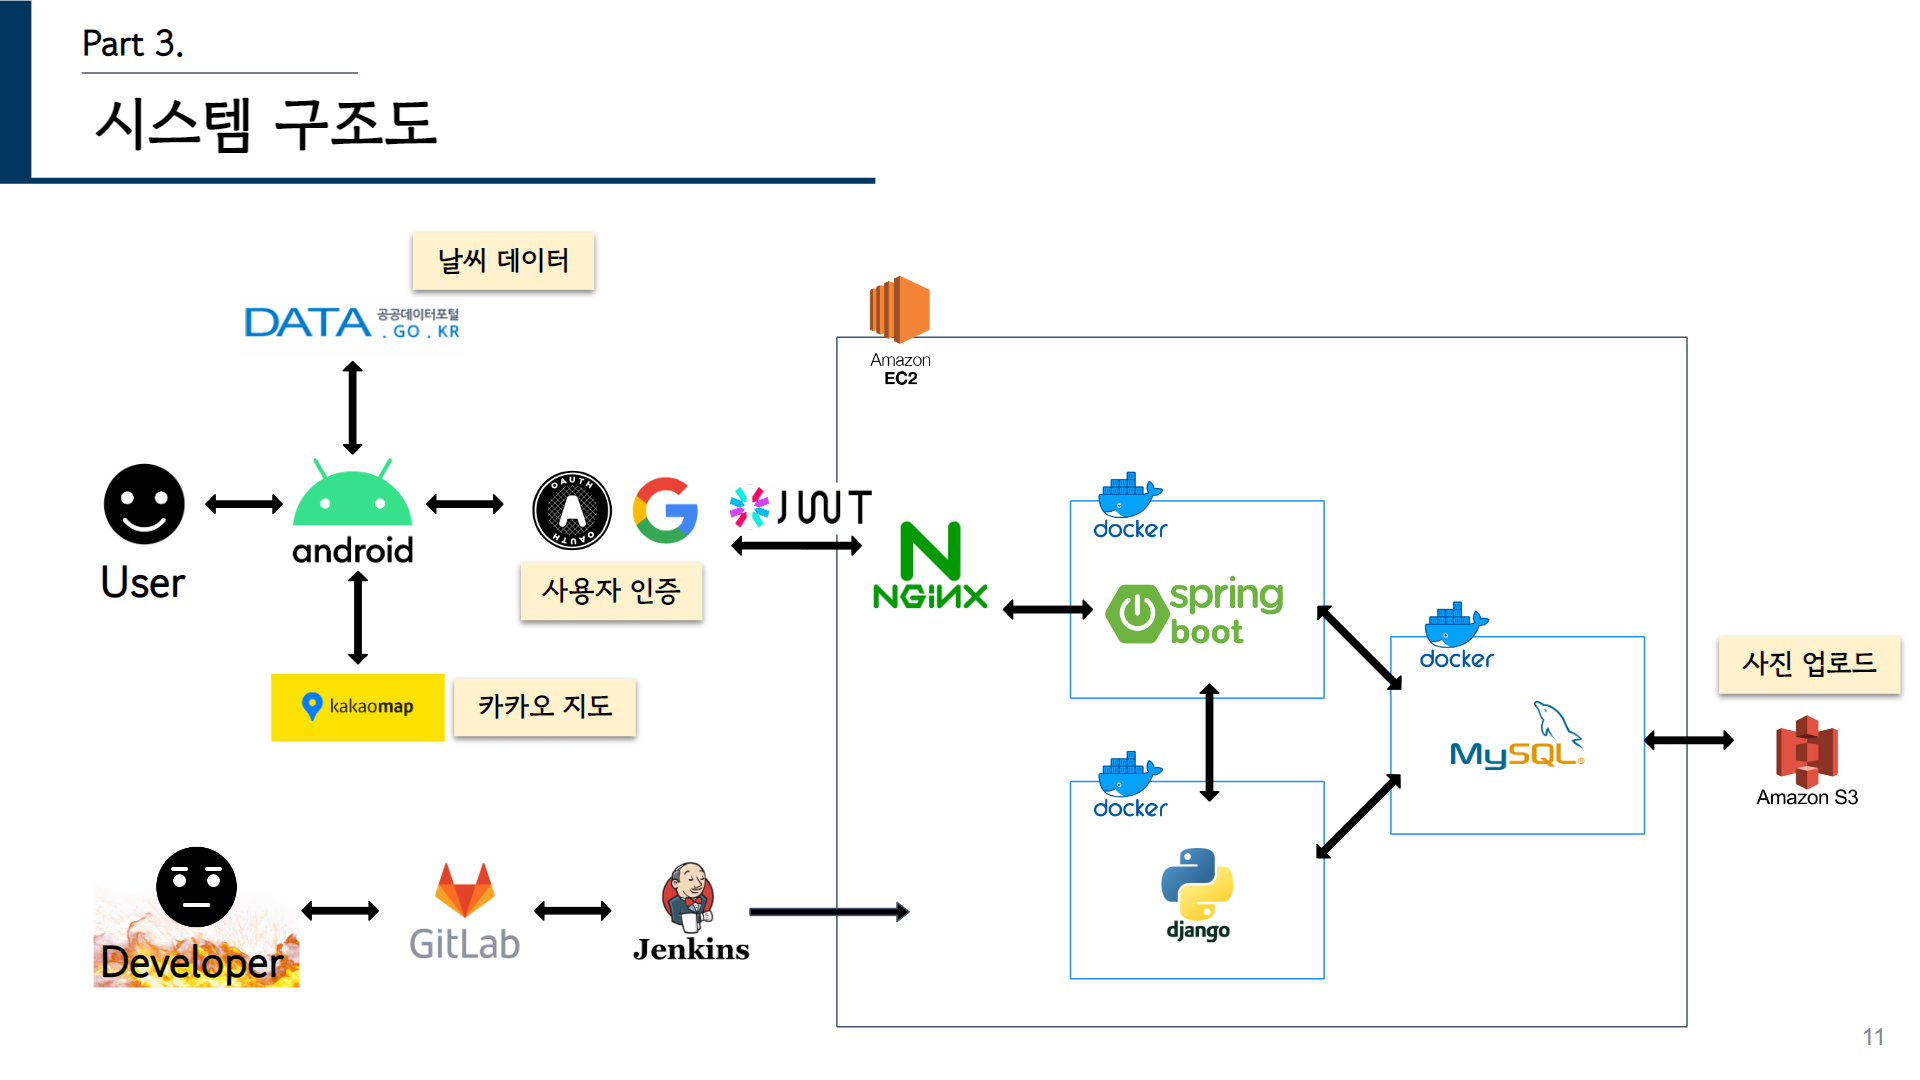 Part 3.
시스템 구조도
날씨 데이터
DATA 공공데이터포털
.GO.KR
Amazon
EC2
User
android
OAUTH
A
OAUTH
G
JWT
사용자 인증
N
NGiNX
docker
spring
boot
docker
MySQL®
사진 업로드
Amazon S3
kakaomap
카카오 지도
docker
django
Developer
GitLab
Jenkins
11